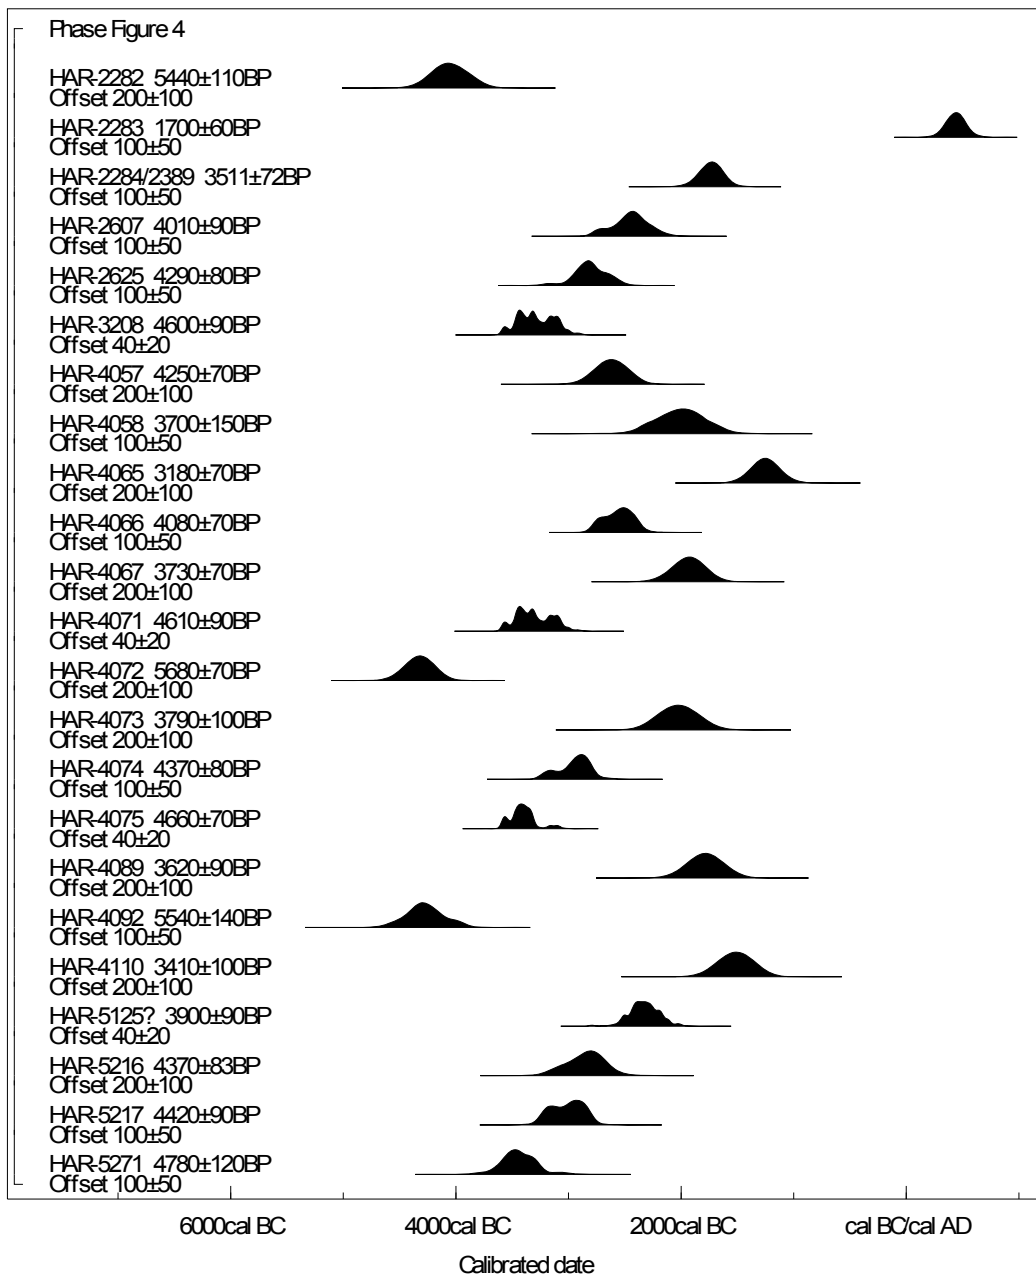 Phase Figure 4
HAR-2282 5440±110BP
Offset 200±100
HAR-2283 1700±60BP
Offset 100±50
HAR-2284/2389 3511±72BP
Offset 100±50
HAR-2607 4010±90BP
Offset 100±50
HAR-2625 4290±80BP
Offset 100±50
HAR-3208 4600±90BP
Offset 40±20
HAR-4057 4250±70BP
Offset 200±100
HAR-4058 3700±150BP
Offset 100±50
HAR-4065 3180±70BP
Offset 200±100
HAR-4066 4080±70BP
Offset 100±50
HAR-4067 3730±70BP
Offset 200±100
HAR-4071 4610±90BP
Offset 40±20
HAR-4072 5680±70BP
Offset 200±100
HAR-4073 3790±100BP
Offset 200±100
HAR-4074 4370±80BP
Offset 100±50
HAR-4075 4660±70BP
Offset 40±20
HAR-4089 3620±90BP
Offset 200±100
HAR-4092 5540±140BP
Offset 100±50
HAR-4110 3410±100BP
Offset 200±100
HAR-5125? 3900±90BP
Offset 40±20
HAR-5216 4370±83BP
Offset 200±100
HAR-5217 4420±90BP
Offset 100±50
HAR-5271 4780±120BP
Offset 100±50
6000cal BC 4000cal BC 2000cal BC cal BC/cal AD
Calibrated date